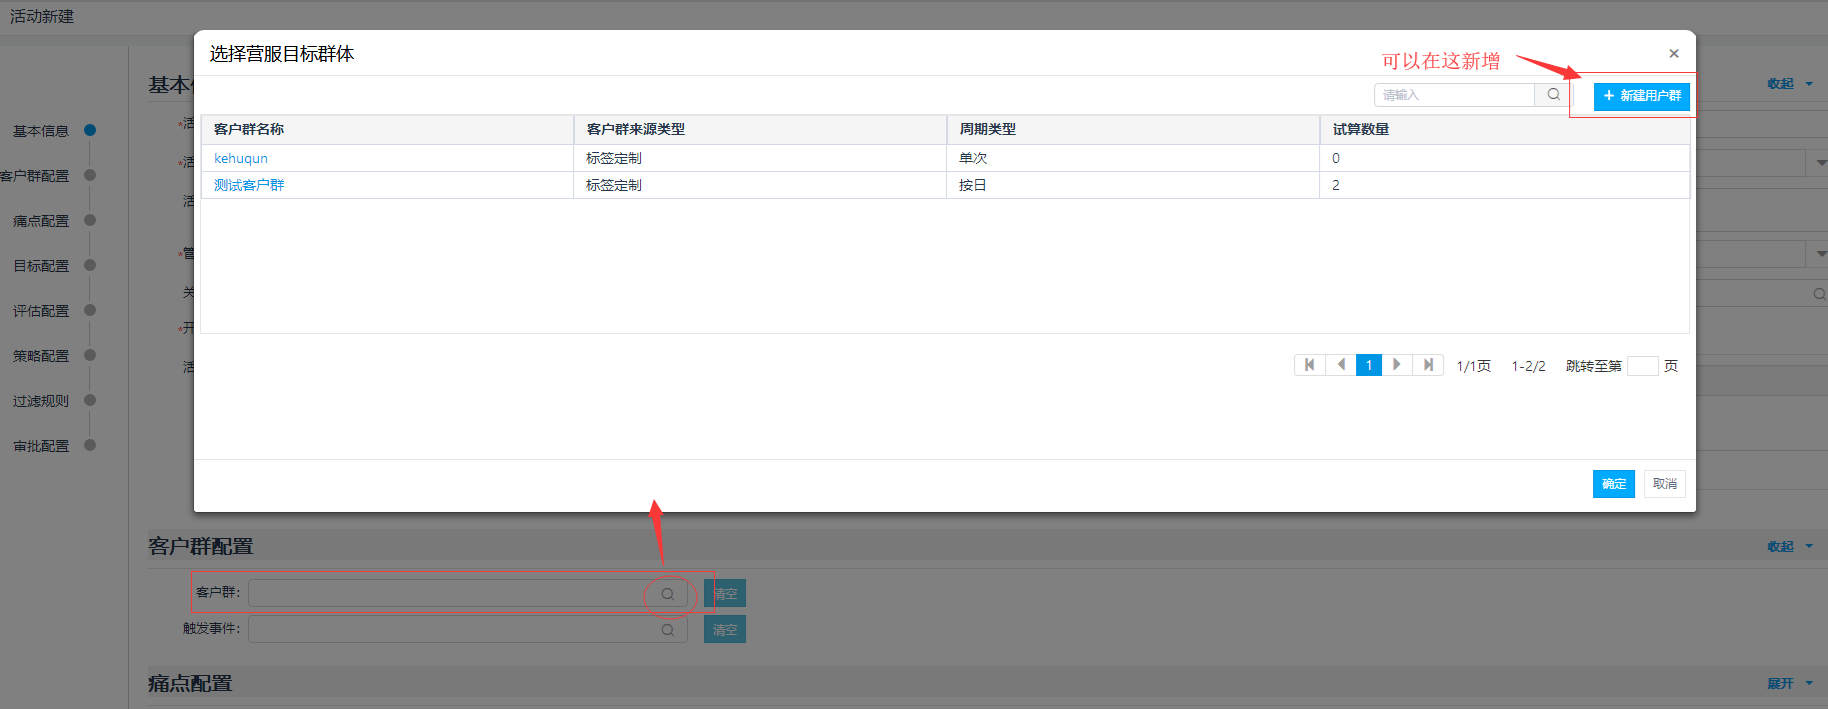 活动新建
选择营服目标群体 ×
可以在这新增
请输入 + 新建用户群
客户群名称 客户群来源类型 周期类型 试算数量
kehuqun 标签定制 单次 0
测试客户群 标签定制 按日 2
1 1/1页 1-2/2 跳转至第 页
确定 取消
基本信息
客户群配置
痛点配置
目标配置
评估配置
策略配置
过滤规则
审批配置
基本 收起
*活
*活
活
*管
关
*开
活
客户群配置 收起
客户群: 清空
触发事件: 清空
痛点配置 展开